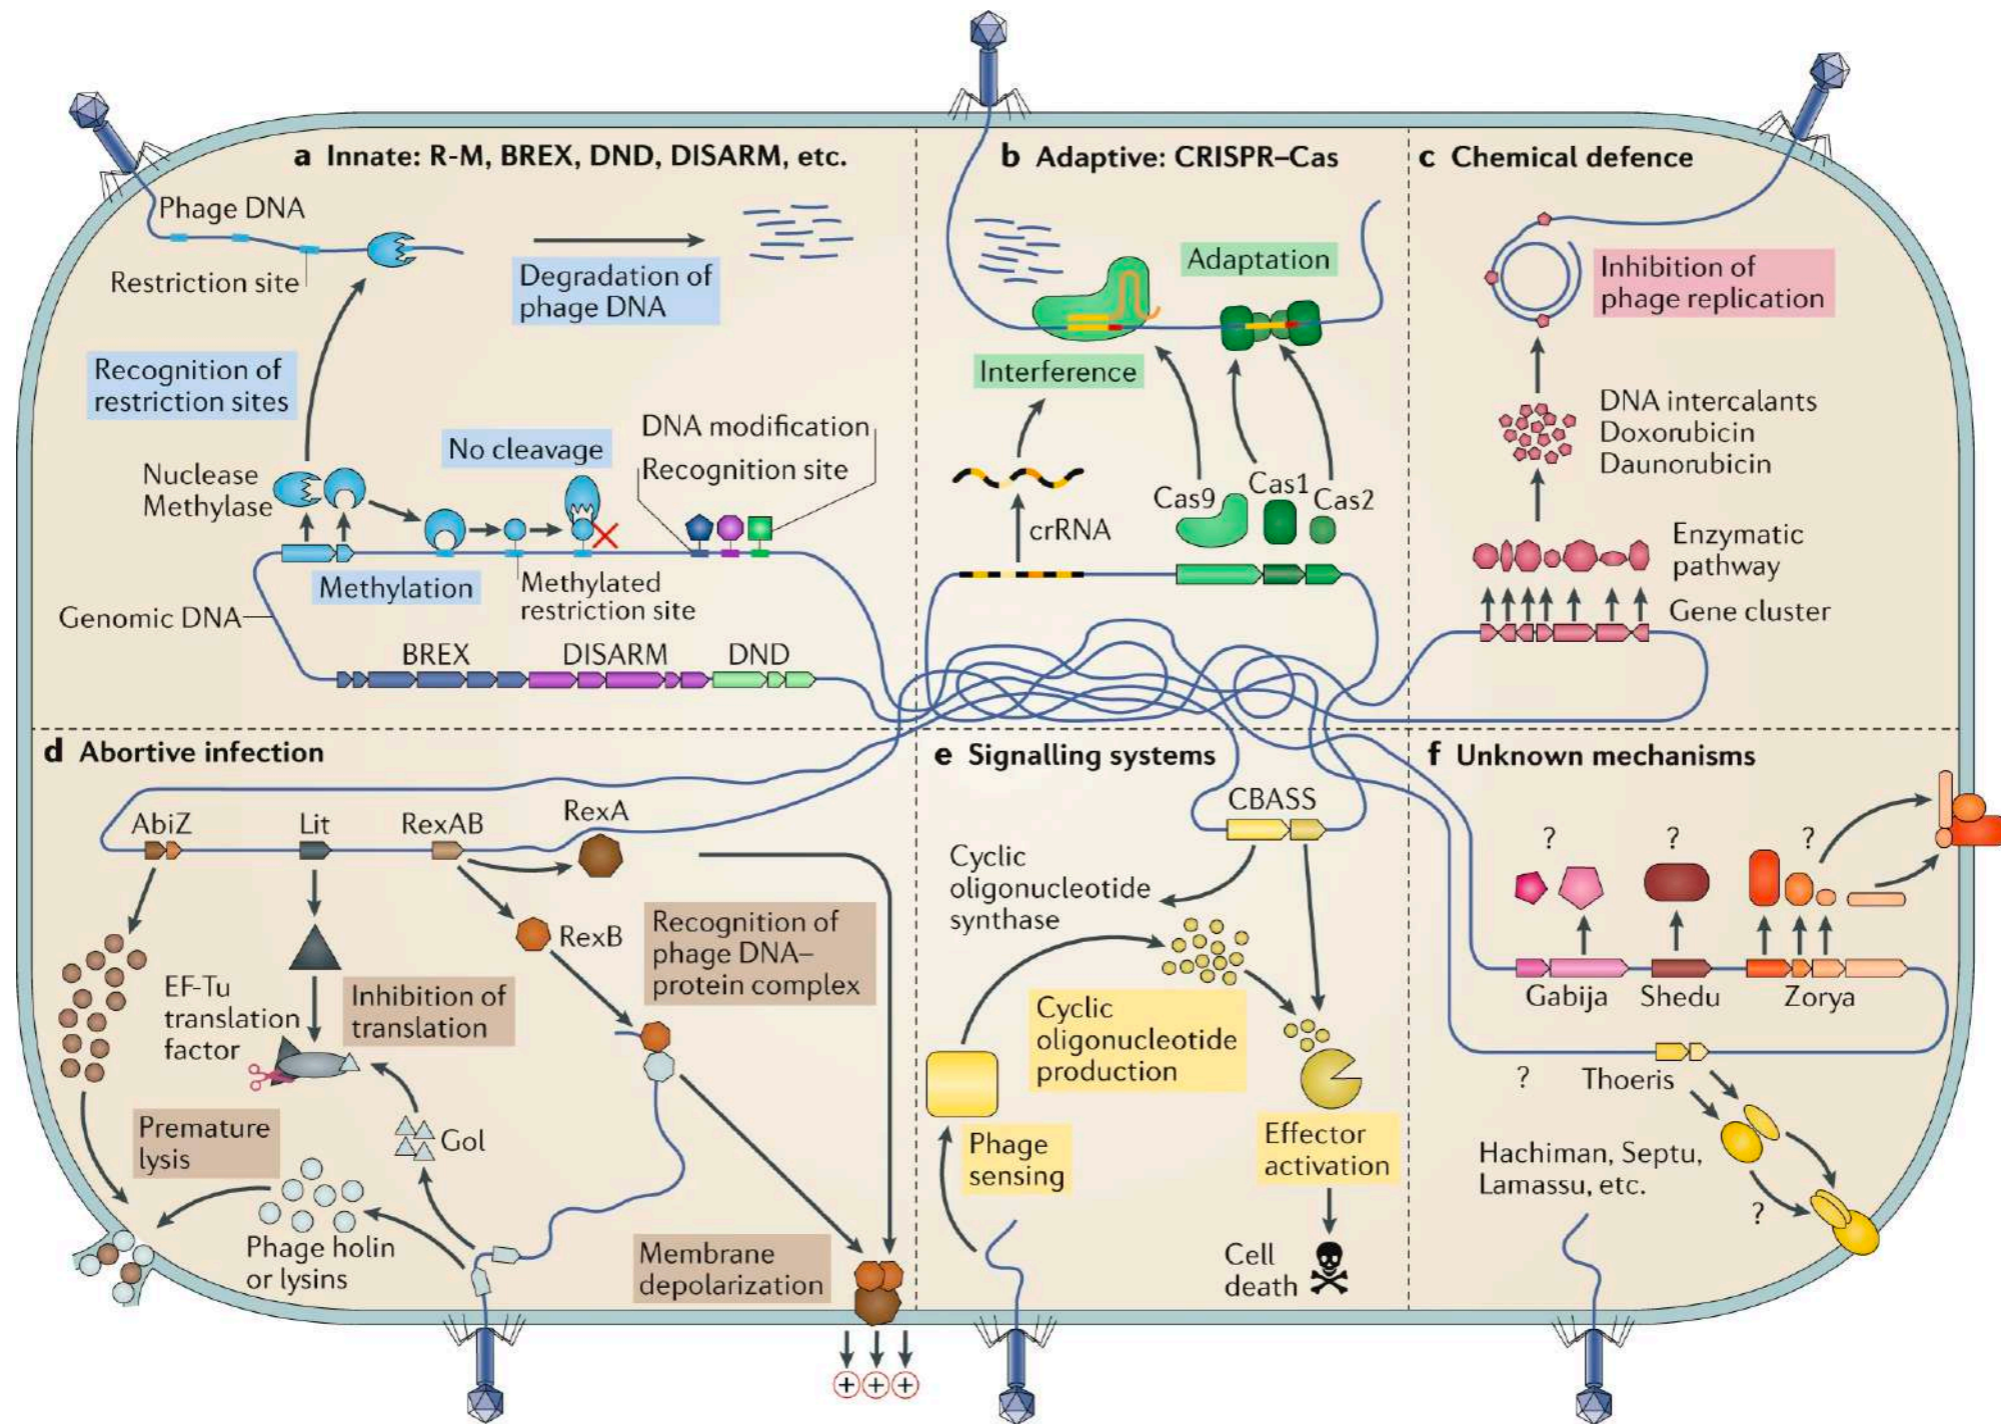 a Innate: R-M, BREX, DND, DISARM, etc.
Phage DNA
Restriction site
Degradation of
phage DNA
Recognition of
restriction sites
Nuclease
Methylase
No cleavage
DNA modification
Recognition site
Methylation
Methylated
restriction site
Genomic DNA
BREX
DISARM
DND
b Adaptive: CRISPR–Cas
Adaptation
Interference
crRNA
Cas9
Cas1
Cas2
c Chemical defence
Inhibition of
phage replication
DNA intercalants
Doxorubicin
Daunorubicin
Enzymatic
pathway
Gene cluster
d Abortive infection
AbiZ
Lit
RexAB
RexA
RexB
Recognition of
phage DNA–
protein complex
EF-Tu
translation
factor
Inhibition of
translation
Premature
lysis
Gol
Phage holin
or lysins
Membrane
depolarization
+ + +
e Signalling systems
CBASS
Cyclic
oligonucleotide
synthase
Cyclic
oligonucleotide
production
Phage
sensing
Effector
activation
Cell
death
f Unknown mechanisms
? ? ?
Gabija
Shedu
Zorya
?
Thoeris
Hachiman, Septu,
Lamassu, etc.
?